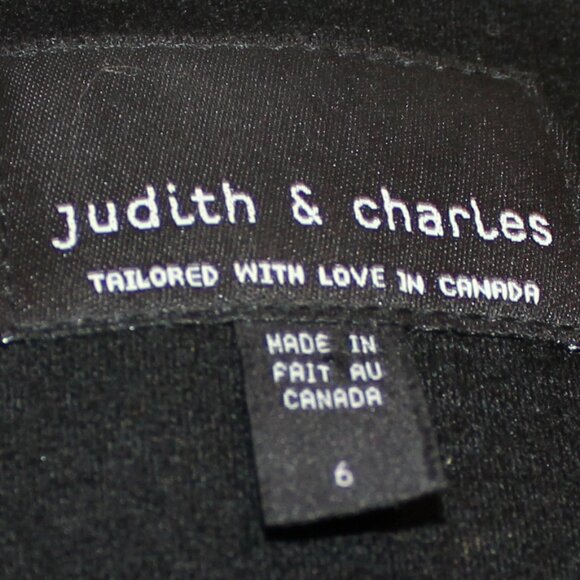 judith & charles
TAILORED WITH LOVE IN CANADA
MADE IN
FAIT AU
CANADA
6